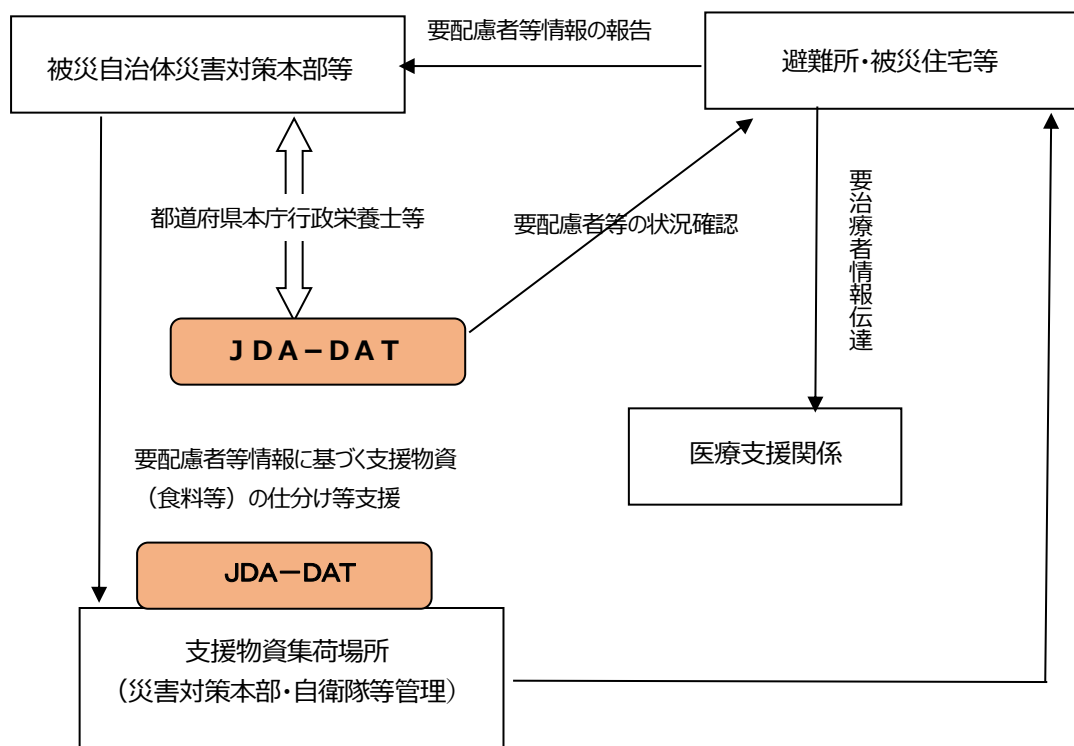 要配慮者等情報の報告
被災自治体災害対策本部等
避難所・被災住宅等
都道府県本庁行政栄養士等
要配慮者等の状況確認
要治療者情報伝達
ＪＤＡ－ＤＡＴ
医療支援関係
要配慮者等情報に基づく支援物資
（食料等）の仕分け等支援
JDA－DAT
支援物資集荷場所
（災害対策本部・自衛隊等管理）